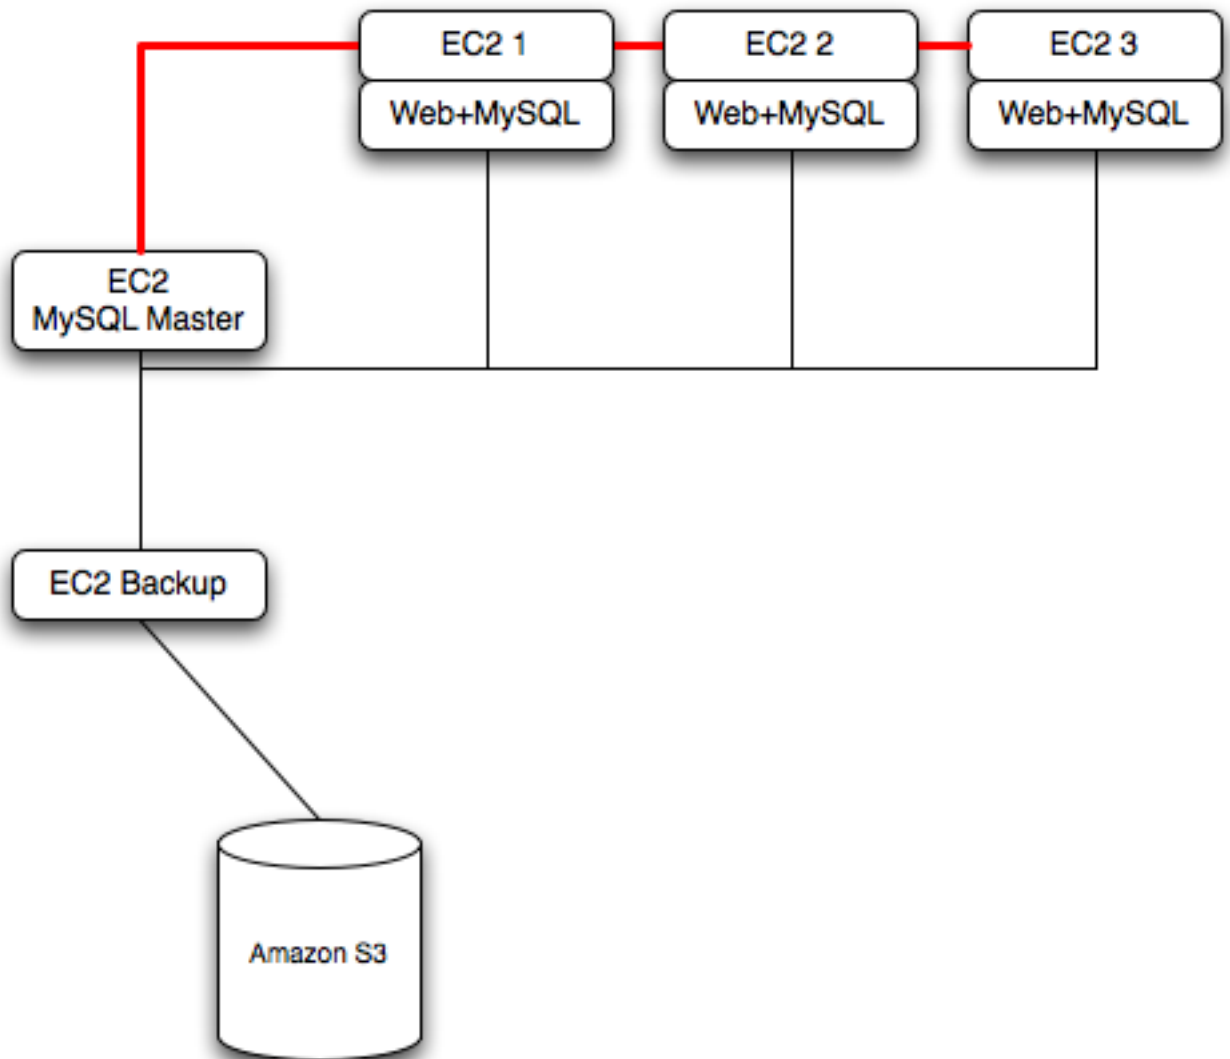 EC2 1
EC2 2
EC2 3
Web+MySQL
Web+MySQL
Web+MySQL
EC2
MySQL Master
EC2 Backup
Amazon S3